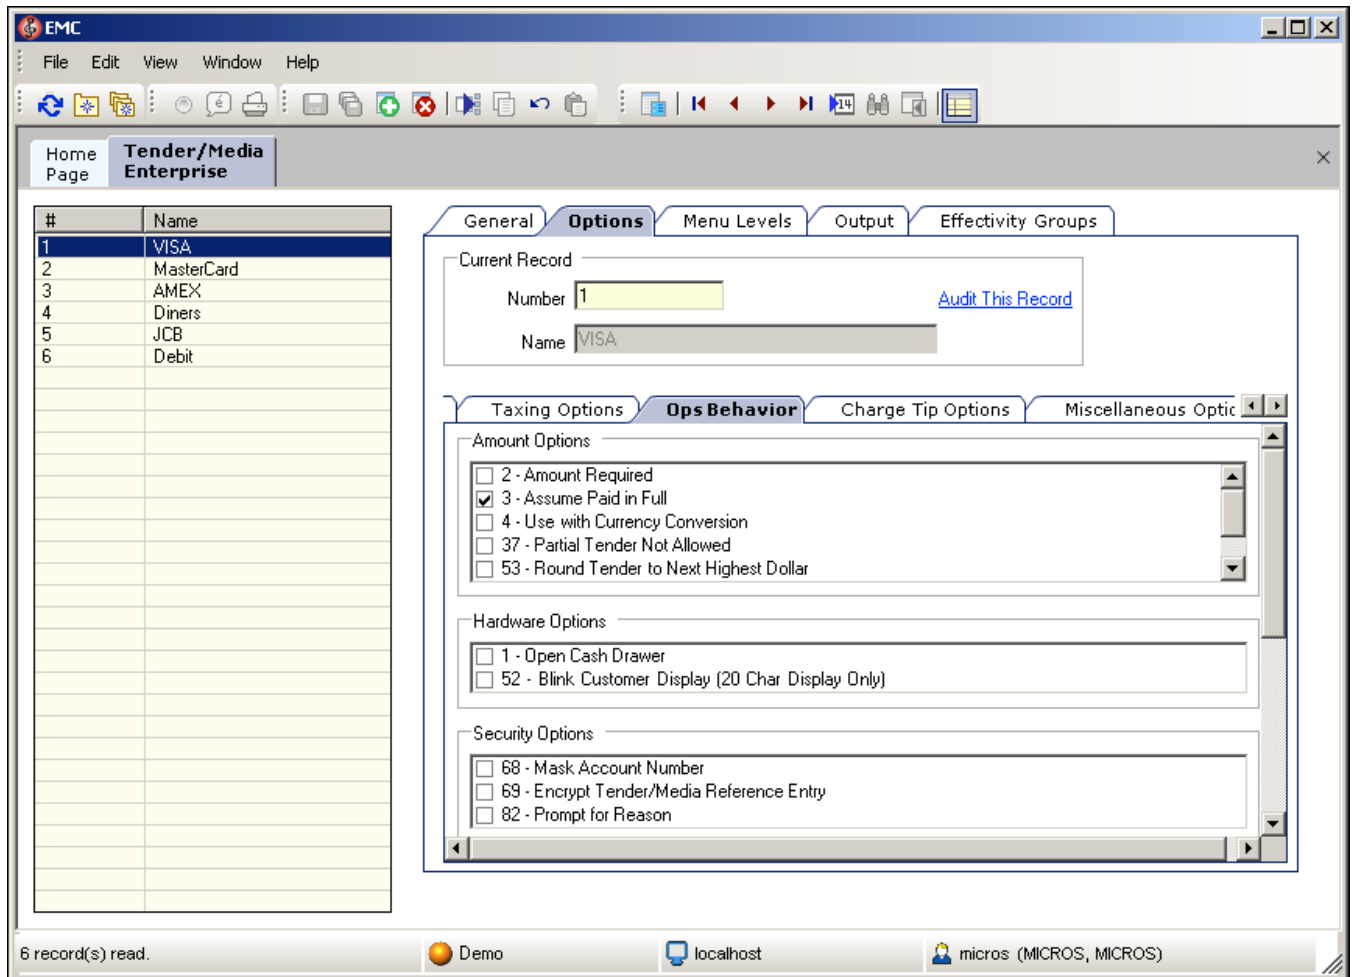 EMC
File Edit View Window Help
14
Home Page
Tender/Media Enterprise
# Name
1 VISA
2 MasterCard
3 AMEX
4 Diners
5 JCB
6 Debit
General Options Menu Levels Output Effectivity Groups
Current Record
Number 1 Audit This Record
Name VISA
Taxing Options Ops Behavior Charge Tip Options Miscellaneous Optic
Amount Options
2 - Amount Required
3 - Assume Paid in Full
4 - Use with Currency Conversion
37 - Partial Tender Not Allowed
53 - Round Tender to Next Highest Dollar
Hardware Options
1 - Open Cash Drawer
52 - Blink Customer Display (20 Char Display Only)
Security Options
68 - Mask Account Number
69 - Encrypt Tender/Media Reference Entry
82 - Prompt for Reason
6 record(s) read. Demo localhost micros (MICROS, MICROS)